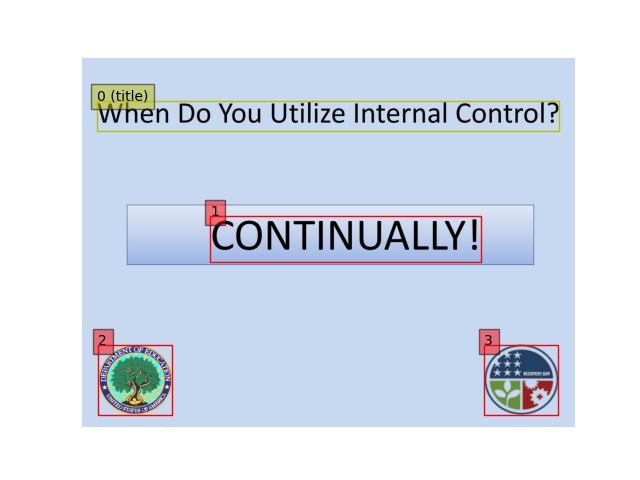 0 (title)
When Do You Utilize Internal Control?
1
CONTINUALLY!
2
3
DEPARTMENT OF EDUCATION
UNITED STATES OF AMERICA
RECOVERY.GOV